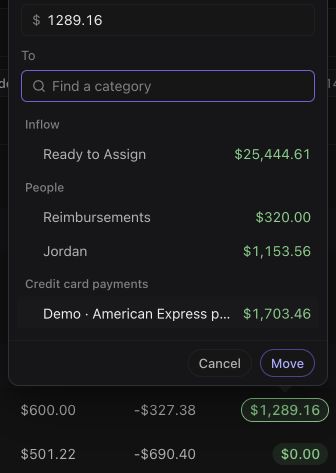 $ 1289.16
To
Find a category
Inflow
Ready to Assign $25,444.61
People
Reimbursements $320.00
Jordan $1,153.56
Credit card payments
Demo · American Express p... $1,703.46
Cancel Move
$600.00 -$327.38 $1,289.16
$501.22 -$690.40 $0.00